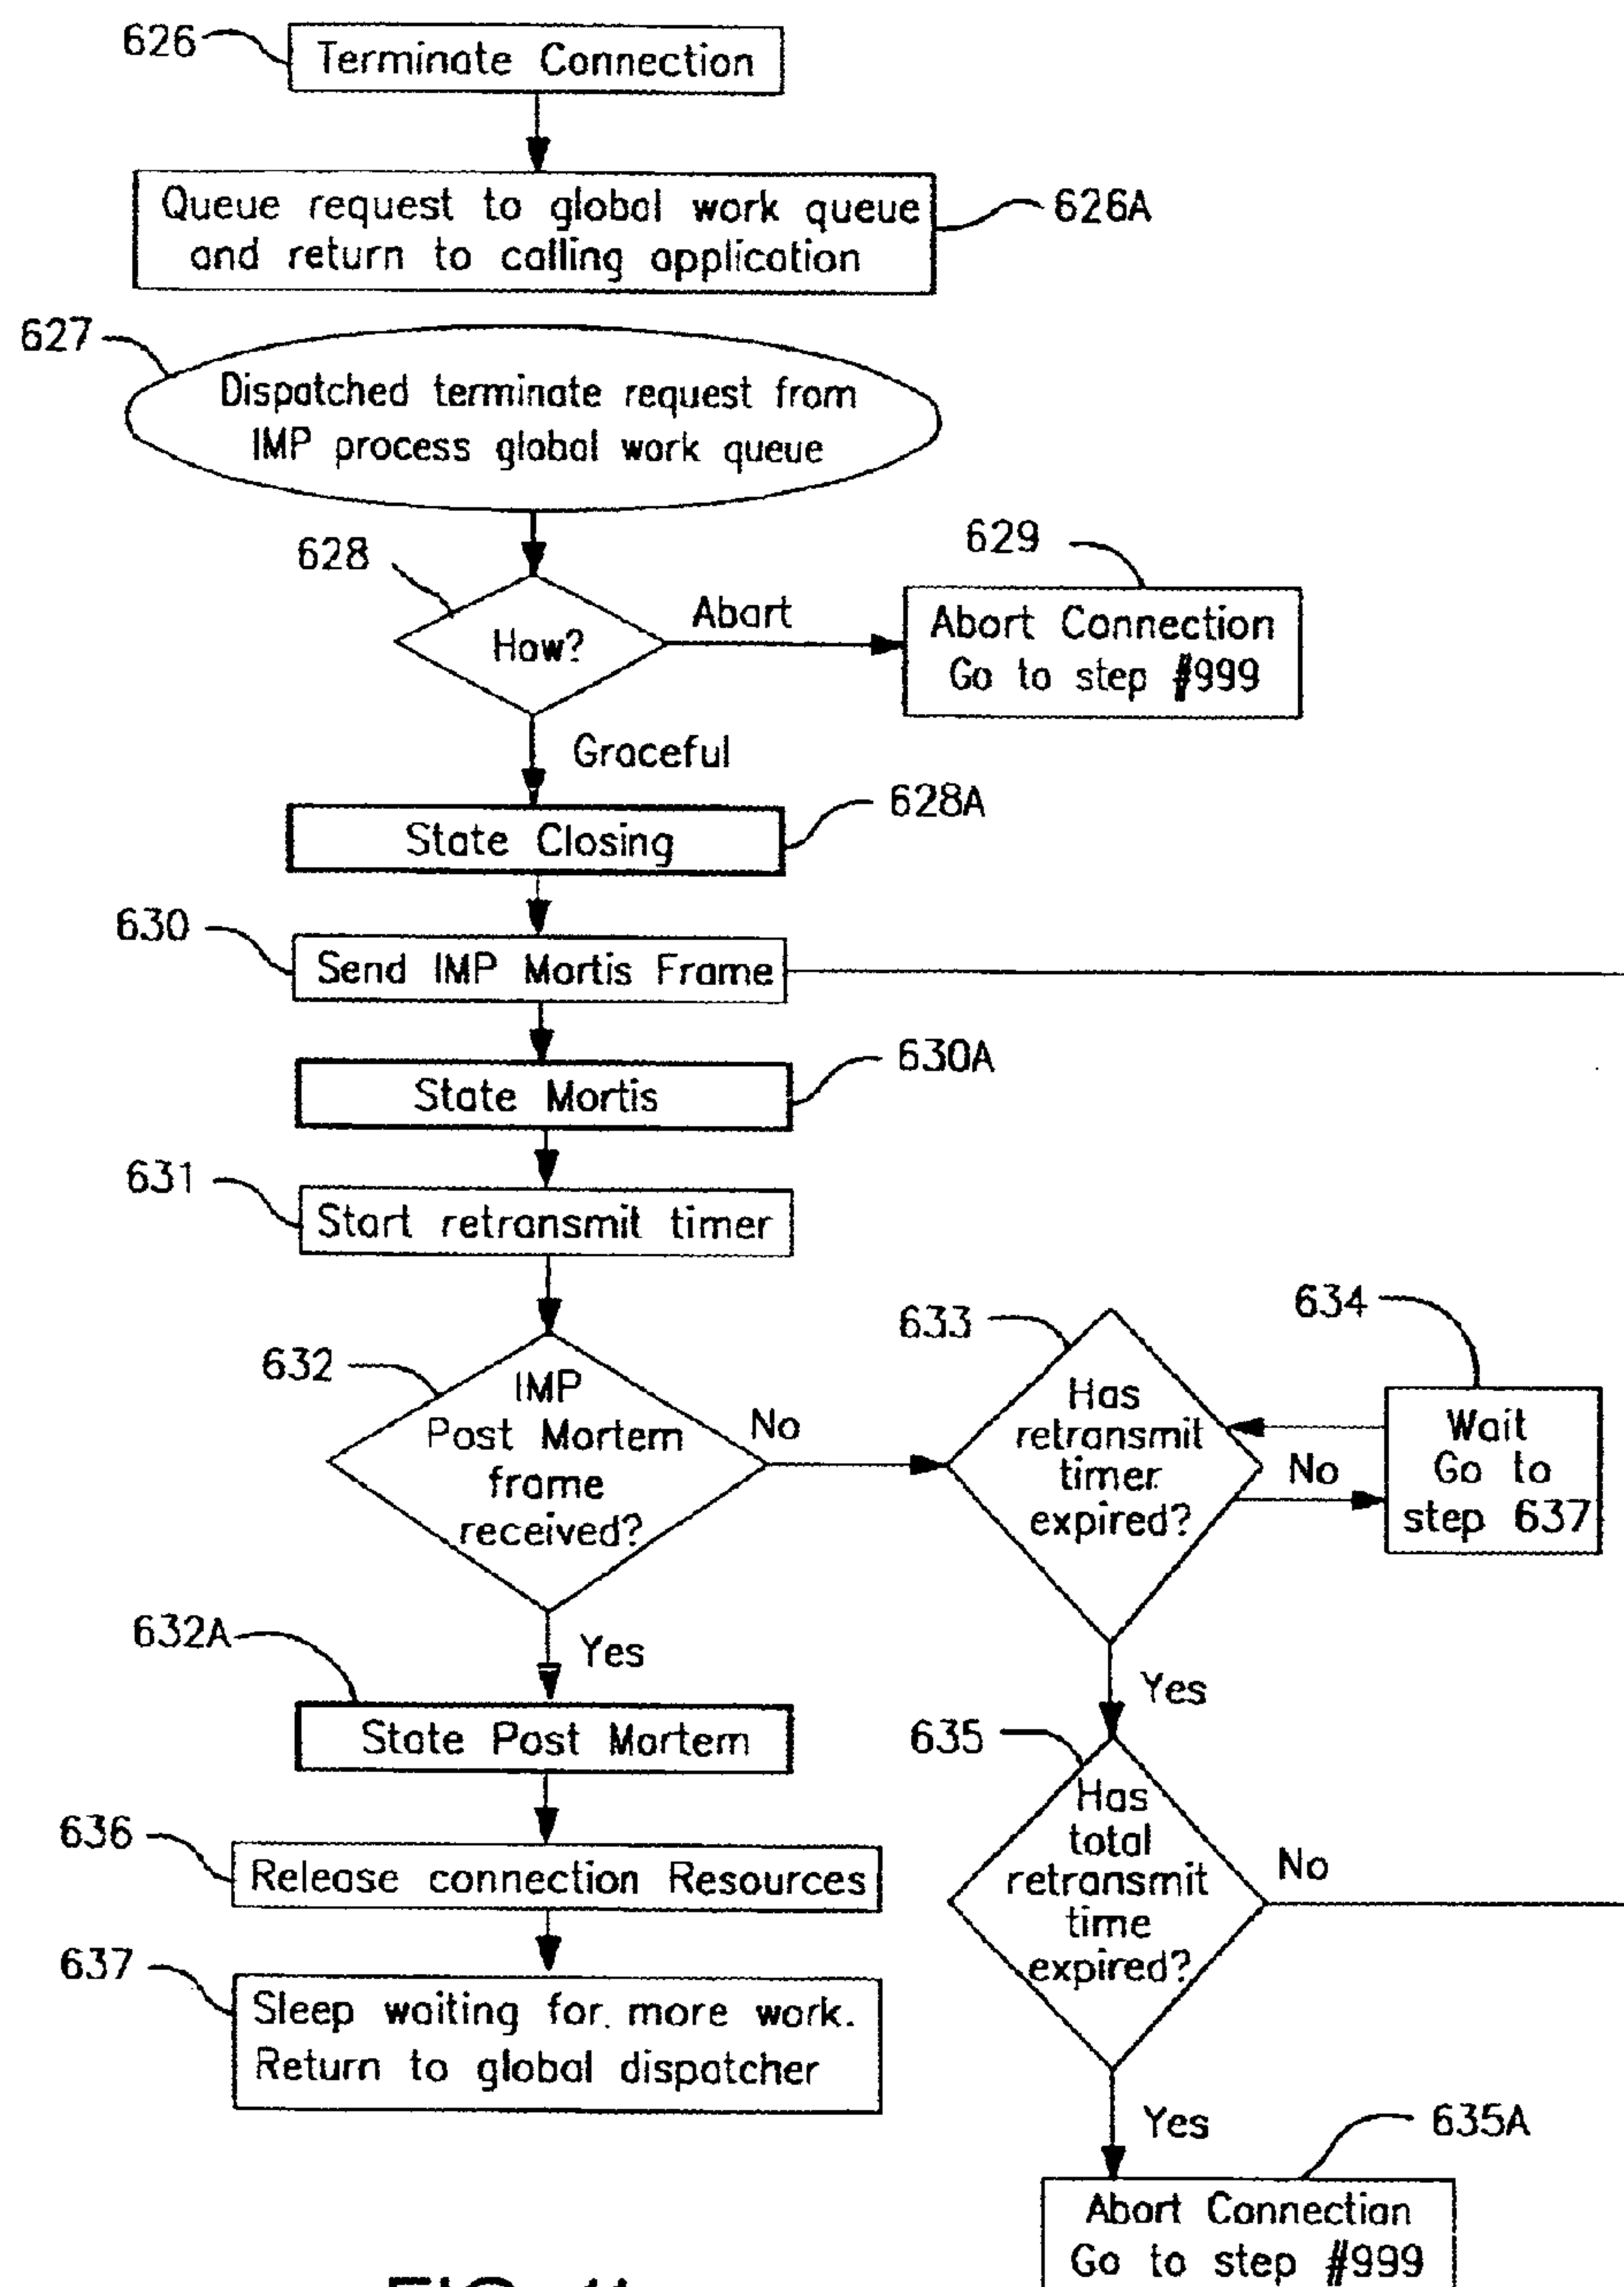 626
Terminate Connection
Queue request to global work queue
and return to calling application
626A
627
Dispatched terminate request from
IMP process global work queue
628
How?
Abort
629
Abort Connection
Go to step #999
Graceful
State Closing
628A
630
Send IMP Mortis Frame
State Mortis
630A
631
Start retransmit timer
632
IMP
Post Mortem
frame
received?
No
633
Has
retransmit
timer
expired?
No
634
Wait
Go to
step 637
Yes
632A
State Post Mortem
Yes
635
Has
total
retransmit
time
expired?
No
636
Release connection Resources
637
Sleep waiting for more work.
Return to global dispatcher
Yes
635A
Abort Connection
Go to step #999